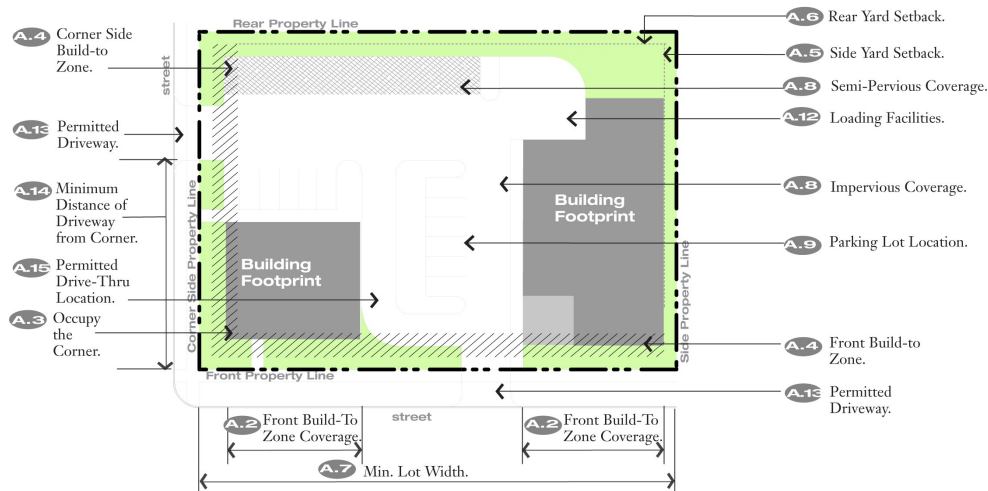 Rear Property Line
A.4 Corner Side
Build-to
Zone.
street
A.13 Permitted
Driveway.
A.14 Minimum
Distance of
Driveway
from Corner.
A.15 Permitted
Drive-Thru
Location.
A.3 Occupy
the
Corner.
Corner Side Property Line
Building
Footprint
Building
Footprint
Side Property Line
Front Property Line
street
A.6 Rear Yard Setback.
A.5 Side Yard Setback.
A.8 Semi-Pervious Coverage.
A.12 Loading Facilities.
A.8 Impervious Coverage.
A.9 Parking Lot Location.
A.4 Front Build-to
Zone.
A.13 Permitted
Driveway.
A.2 Front Build-To
Zone Coverage.
A.2 Front Build-To
Zone Coverage.
A.7 Min. Lot Width.